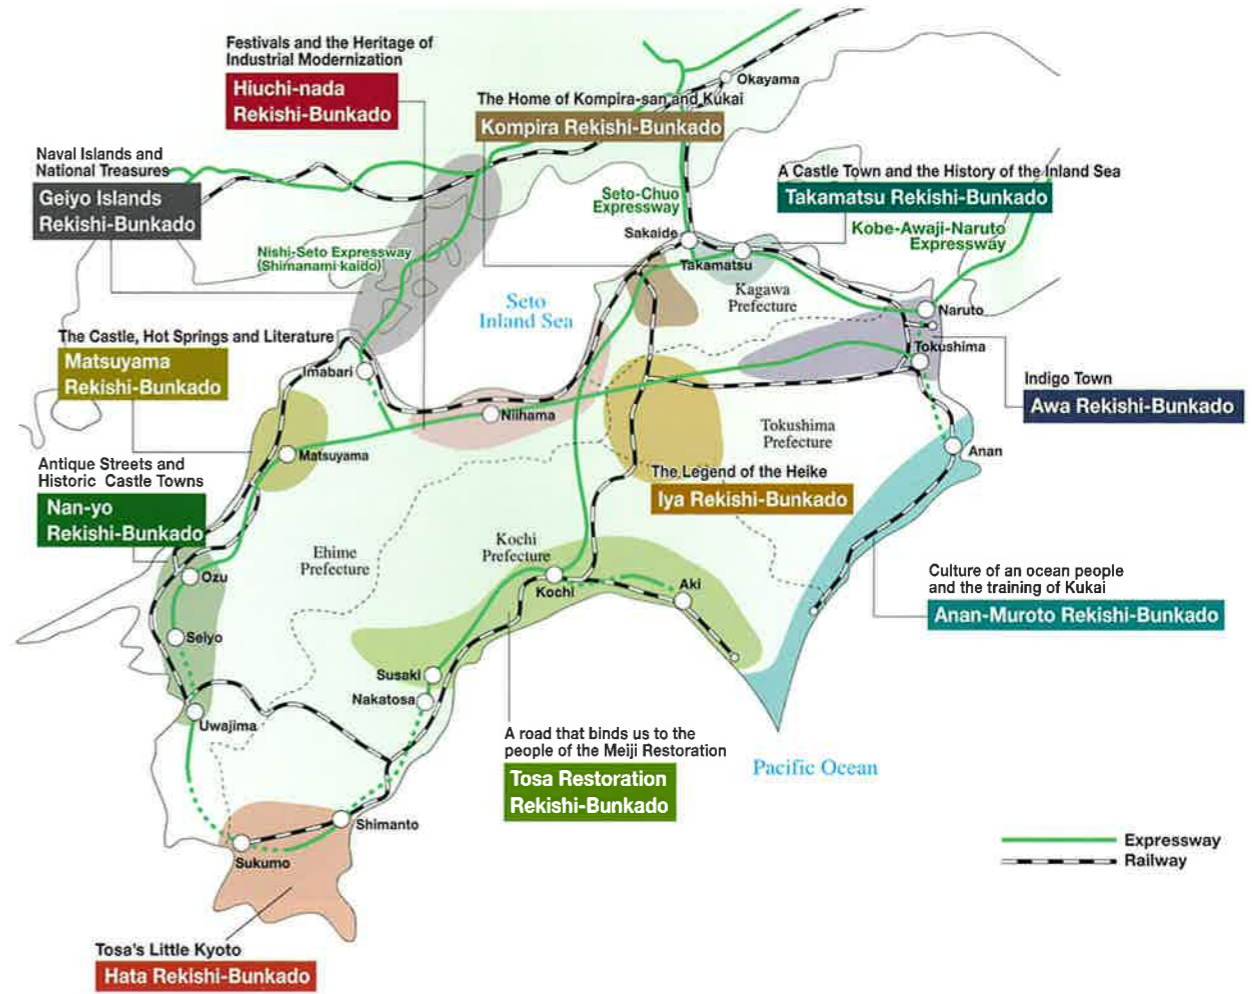 Festivals and the Heritage of
Industrial Modernization
Hiuchi-nada
Rekishi-Bunkado
Okayama
The Home of Kompira-san and Kukai
Kompira Rekishi-Bunkado
Naval Islands and
National Treasures
Geiyo Islands
Rekishi-Bunkado
A Castle Town and the History of the Inland Sea
Takamatsu Rekishi-Bunkado
Seto-Chuo
Expressway
Kobe-Awaji-Naruto
Expressway
Sakaide
Takamatsu
Nishi-Seto Expressway
(Shimanami kaido)
Kagawa
Prefecture
Seto
Inland Sea
Naruto
The Castle, Hot Springs and Literature
Matsuyama
Rekishi-Bunkado
Tokushima
Imabari
Indigo Town
Awa Rekishi-Bunkado
Niihama
Tokushima
Prefecture
Matsuyama
Anan
Antique Streets and
Historic Castle Towns
Nan-yo
Rekishi-Bunkado
The Legend of the Heike
Iya Rekishi-Bunkado
Ehime
Prefecture
Kochi
Prefecture
Ozu
Kochi
Aki
Culture of an ocean people
and the training of Kukai
Anan-Muroto Rekishi-Bunkado
Seiyo
Susaki
Nakatosa
Uwajima
A road that binds us to the
people of the Meiji Restoration
Tosa Restoration
Rekishi-Bunkado
Pacific Ocean
Shimanto
Sukumo
Expressway
Railway
Tosa's Little Kyoto
Hata Rekishi-Bunkado